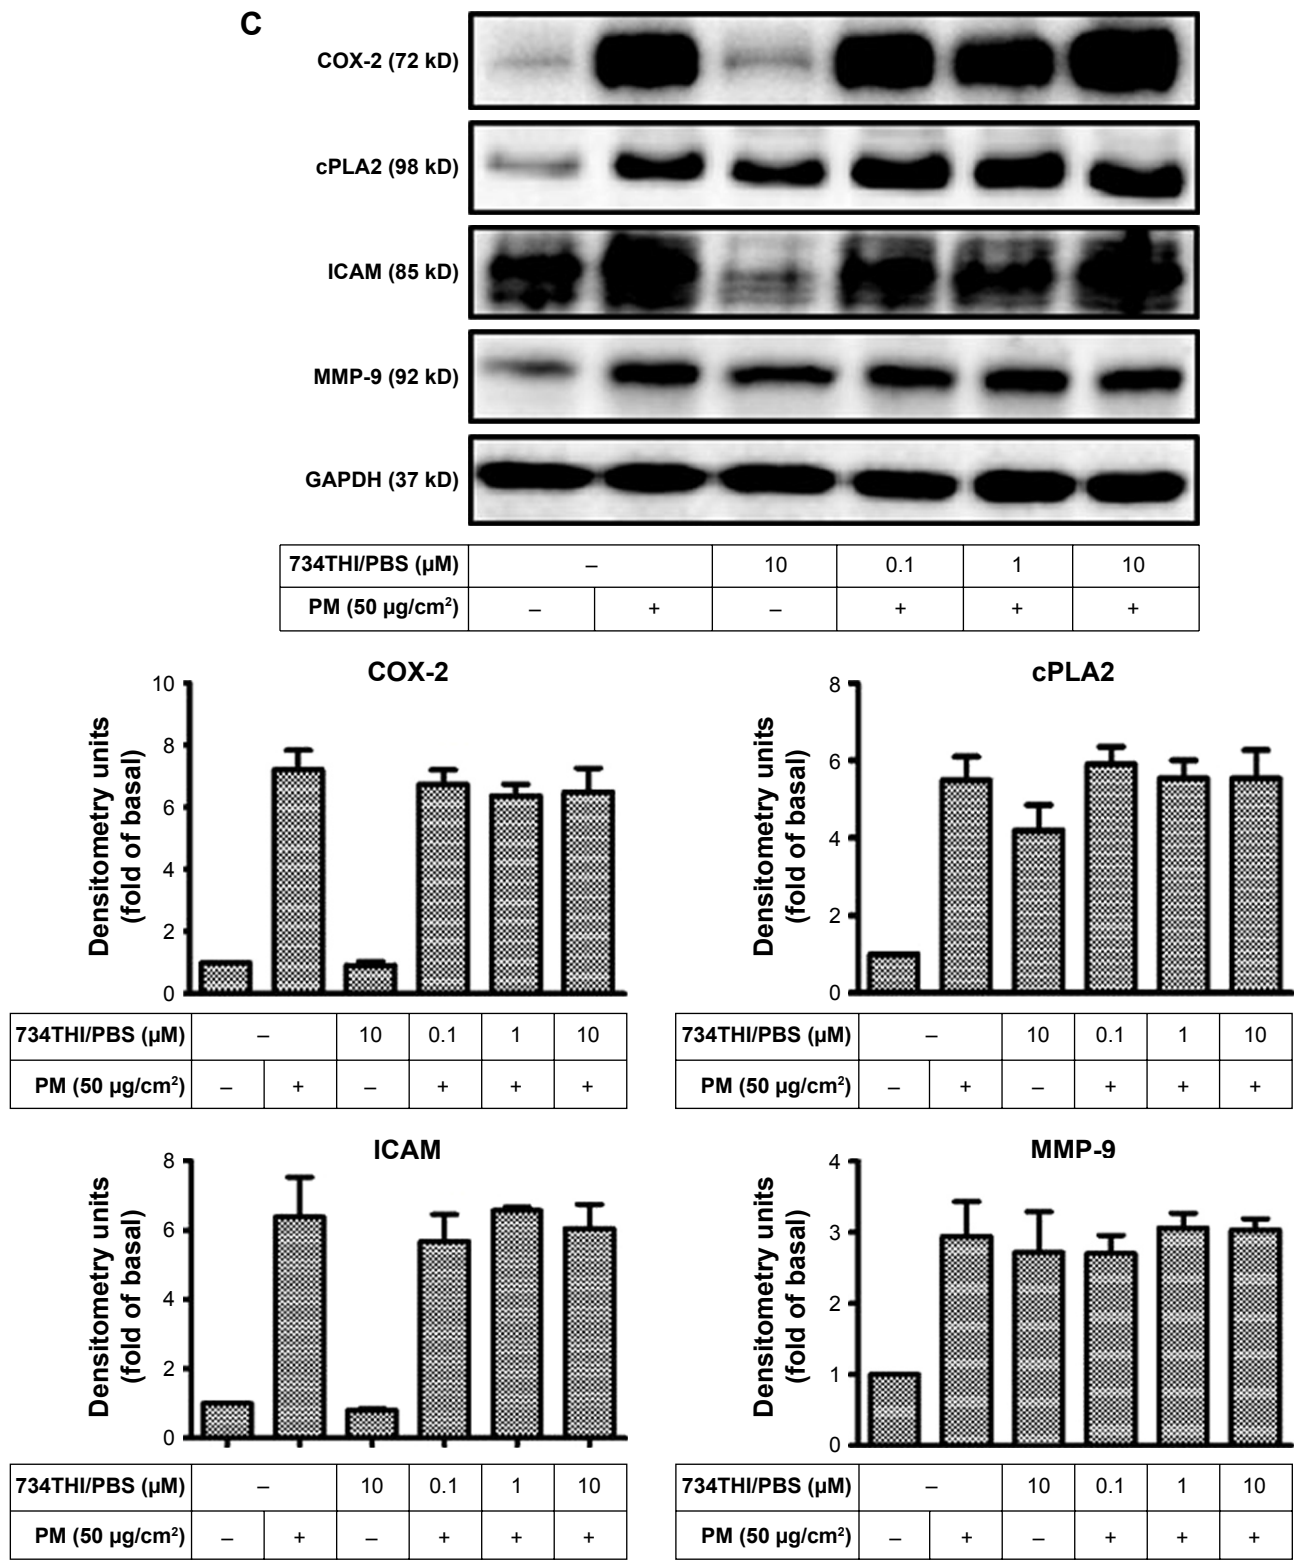 C
COX-2 (72 kD)
cPLA2 (98 kD)
ICAM (85 kD)
MMP-9 (92 kD)
GAPDH (37 kD)
734THI/PBS (µM) – 10 0.1 1 10
PM (50 µg/cm²) – + – + + +
COX-2
Densitometry units
(fold of basal)
10
8
6
4
2
0
734THI/PBS (µM) – 10 0.1 1 10
PM (50 µg/cm²) – + – + + +
cPLA2
Densitometry units
(fold of basal)
8
6
4
2
0
734THI/PBS (µM) – 10 0.1 1 10
PM (50 µg/cm²) – + – + + +
ICAM
Densitometry units
(fold of basal)
8
6
4
2
0
734THI/PBS (µM) – 10 0.1 1 10
PM (50 µg/cm²) – + – + + +
MMP-9
Densitometry units
(fold of basal)
4
3
2
1
0
734THI/PBS (µM) – 10 0.1 1 10
PM (50 µg/cm²) – + – + + +